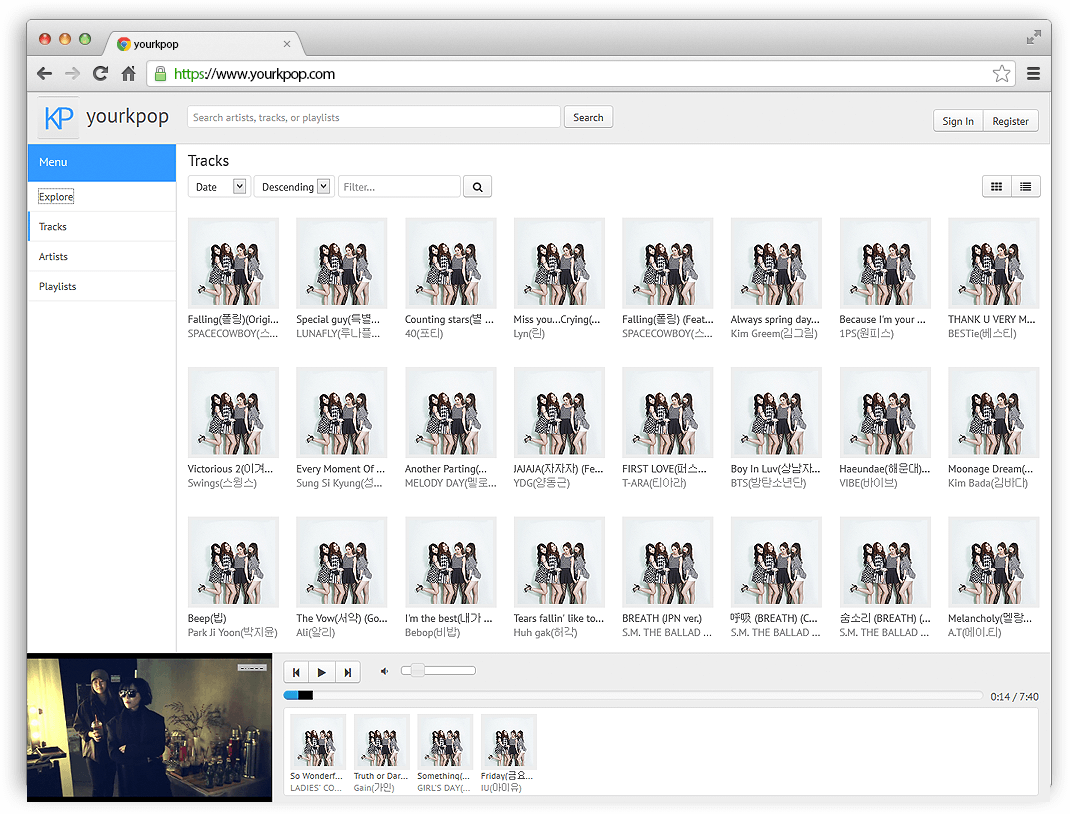 yourkpop
https://www.yourkpop.com
KP yourkpop
Search artists, tracks, or playlists
Search
Sign In
Register
Menu
Explore
Tracks
Artists
Playlists
Tracks
Date
Descending
Filter...
Falling(폴링)(Origi...
SPACECOWBOY(스...
Special guy(특별...
LUNAFLY(루나플...
Counting stars(별 ...
40(포티)
Miss you...Crying(...
Lyn(린)
Falling(폴링) (Feat...
SPACECOWBOY(스...
Always spring day...
Kim Greem(김그림)
Because I'm your ...
1PS(원피스)
THANK U VERY M...
BESTie(베스티)
Victorious 2(이겨...
Swings(스윙스)
Every Moment Of ...
Sung Si Kyung(성...
Another Parting(...
MELODY DAY(멜로...
JAJAJA(자자자) (Fe...
YDG(양동근)
FIRST LOVE(퍼스...
T-ARA(티아라)
Boy In Luv(상남자...
BTS(방탄소년단)
Haeundae(해운대)...
VIBE(바이브)
Moonage Dream(...
Kim Bada(김바다)
Beep(빕)
Park Ji Yoon(박지윤)
The Vow(서약) (Go...
Ali(알리)
I'm the best(내가 ...
Bebop(비밥)
Tears fallin' like to...
Huh gak(허각)
BREATH (JPN ver.)
S.M. THE BALLAD ...
呼吸 (BREATH) (C...
S.M. THE BALLAD ...
숨소리 (BREATH) (...
S.M. THE BALLAD ...
Melancholy(멜랑...
A.T(에이.티)
0:14 / 7:40
So Wonderf...
LADIES' CO...
Truth or Dar...
Gain(가인)
Something(...
GIRL'S DAY(...
Friday(금요...
IU(아이유)